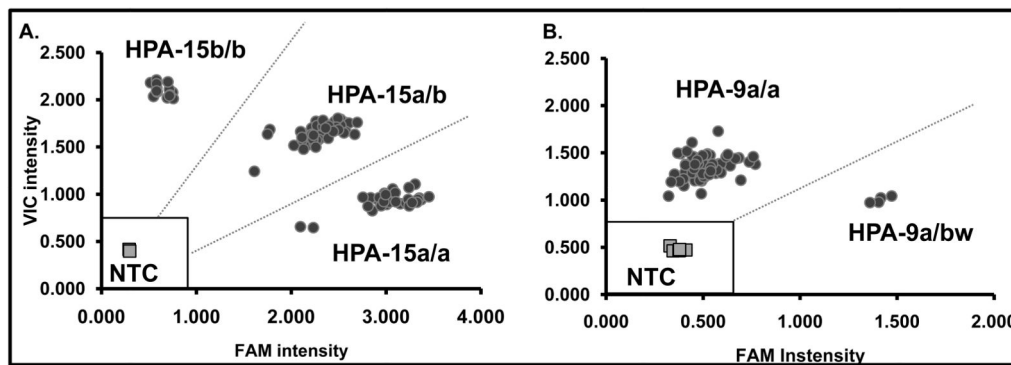 A.
HPA-15b/b
HPA-15a/b
HPA-15a/a
NTC
VIC intensity
2.500
2.000
1.500
1.000
0.500
0.000
0.000 1.000 2.000 3.000 4.000
FAM intensity
B.
HPA-9a/a
HPA-9a/bw
NTC
2.500
2.000
1.500
1.000
0.500
0.000
0.000 0.500 1.000 1.500 2.000
FAM Instensity